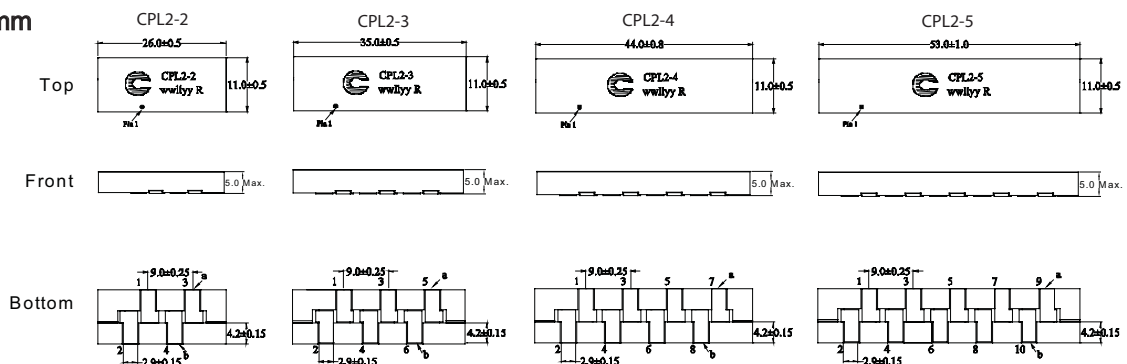 mm
CPL2-2 CPL2-3 CPL2-4 CPL2-5
26.0±0.5 35.0±0.5 44.0±0.8 53.0±1.0
Top
CPL2-2
wwllyy R
11.0±0.5
Pin 1
CPL2-3
wwllyy R
11.0±0.5
Pin 1
CPL2-4
wwllyy R
11.0±0.5
Pin 1
CPL2-5
wwllyy R
11.0±0.5
Pin 1
Front
5.0 Max. 5.0 Max. 5.0 Max. 5.0 Max.
Bottom
9.0±0.25
1 3 a
4.2±0.15
2 4 b
2.9±0.15
9.0±0.25
1 3 5 a
4.2±0.15
2 4 6 b
2.9±0.15
9.0±0.25
1 3 5 7 a
4.2±0.15
2 4 6 8 b
2.9±0.15
9.0±0.25
1 3 5 7 9 a
4.2±0.15
2 4 6 8 10 b
2.9±0.15